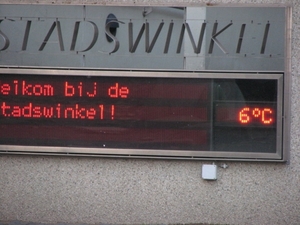 STADSWINKEL
elkom bij de
tadswinkel!
6°C